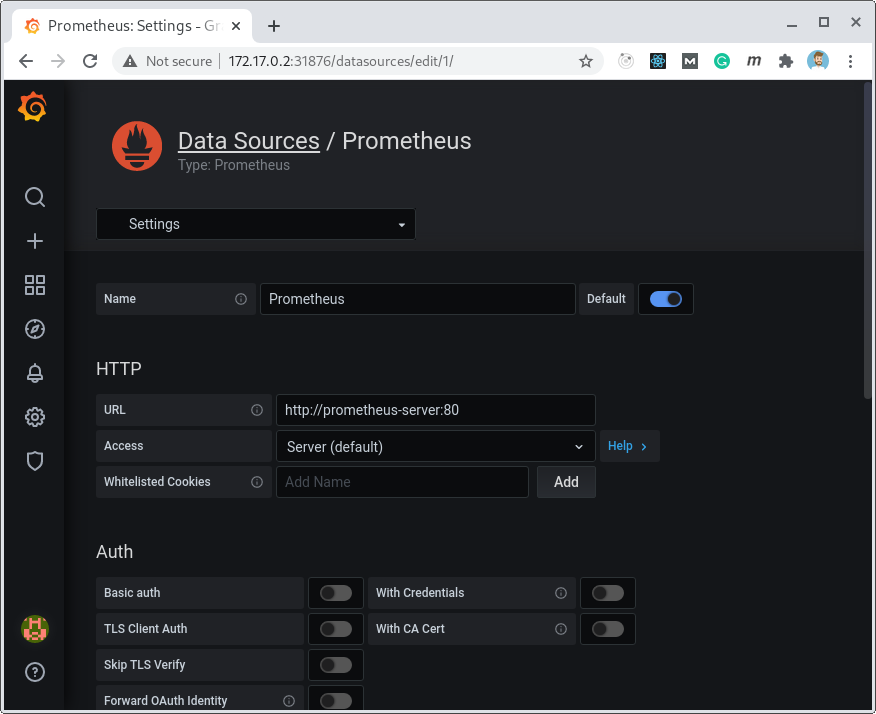 Prometheus: Settings - Gr
Not secure | 172.17.0.2:31876/datasources/edit/1/
Data Sources / Prometheus
Type: Prometheus
Settings
Name Prometheus Default
HTTP
URL http://prometheus-server:80
Access Server (default) Help
Whitelisted Cookies Add Name Add
Auth
Basic auth With Credentials
TLS Client Auth With CA Cert
Skip TLS Verify
Forward OAuth Identity